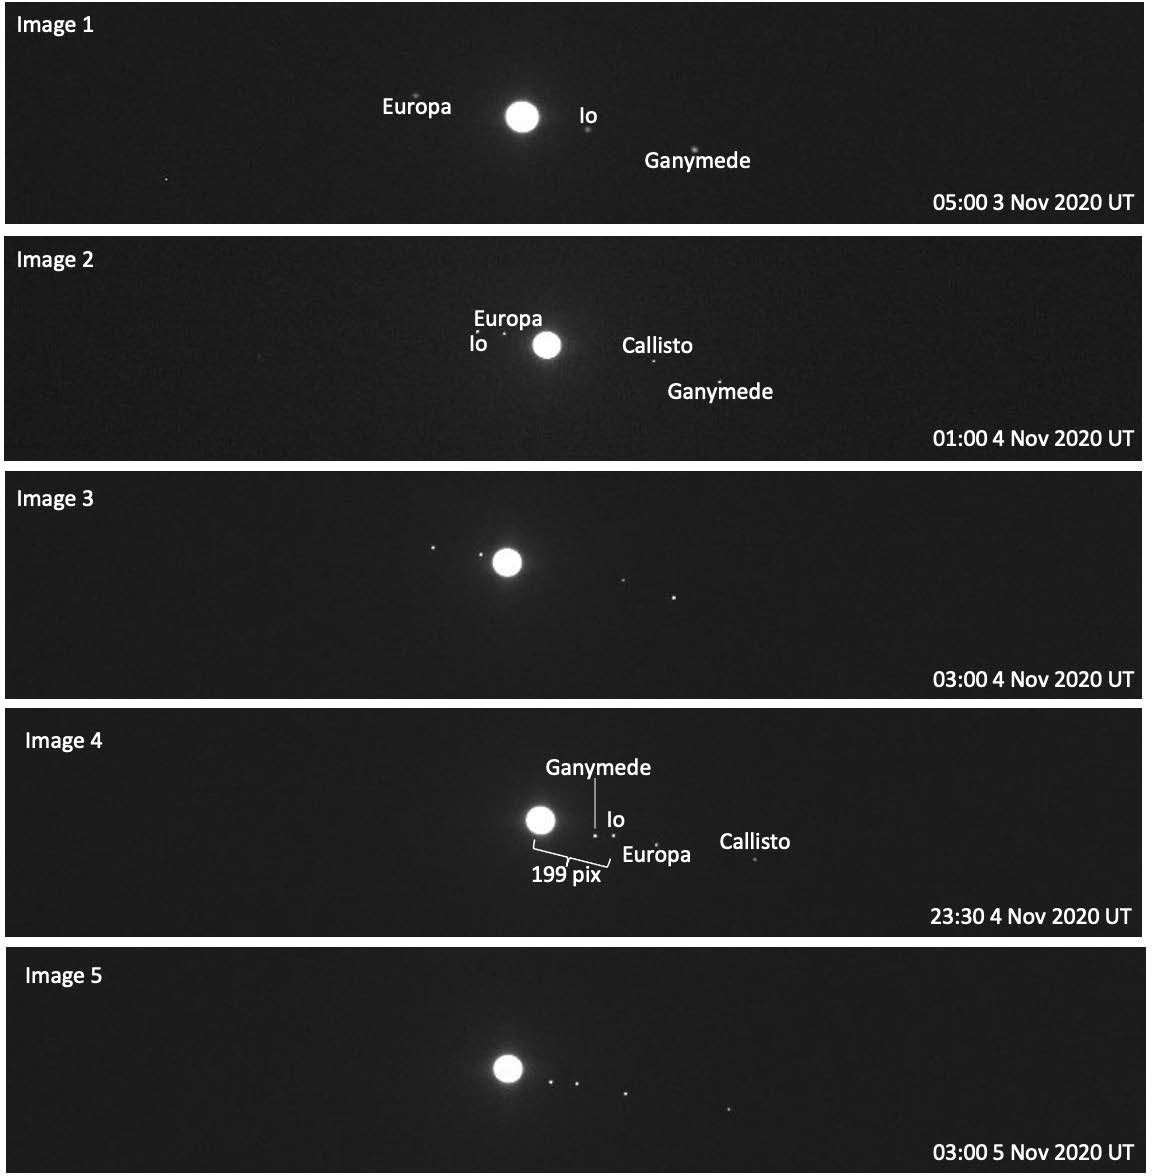 Image 1
Europa
Io
Ganymede
05:00 3 Nov 2020 UT
Image 2
Europa
Io
Callisto
Ganymede
01:00 4 Nov 2020 UT
Image 3
03:00 4 Nov 2020 UT
Image 4
Ganymede
Io
Callisto
Europa
199 pix
23:30 4 Nov 2020 UT
Image 5
03:00 5 Nov 2020 UT